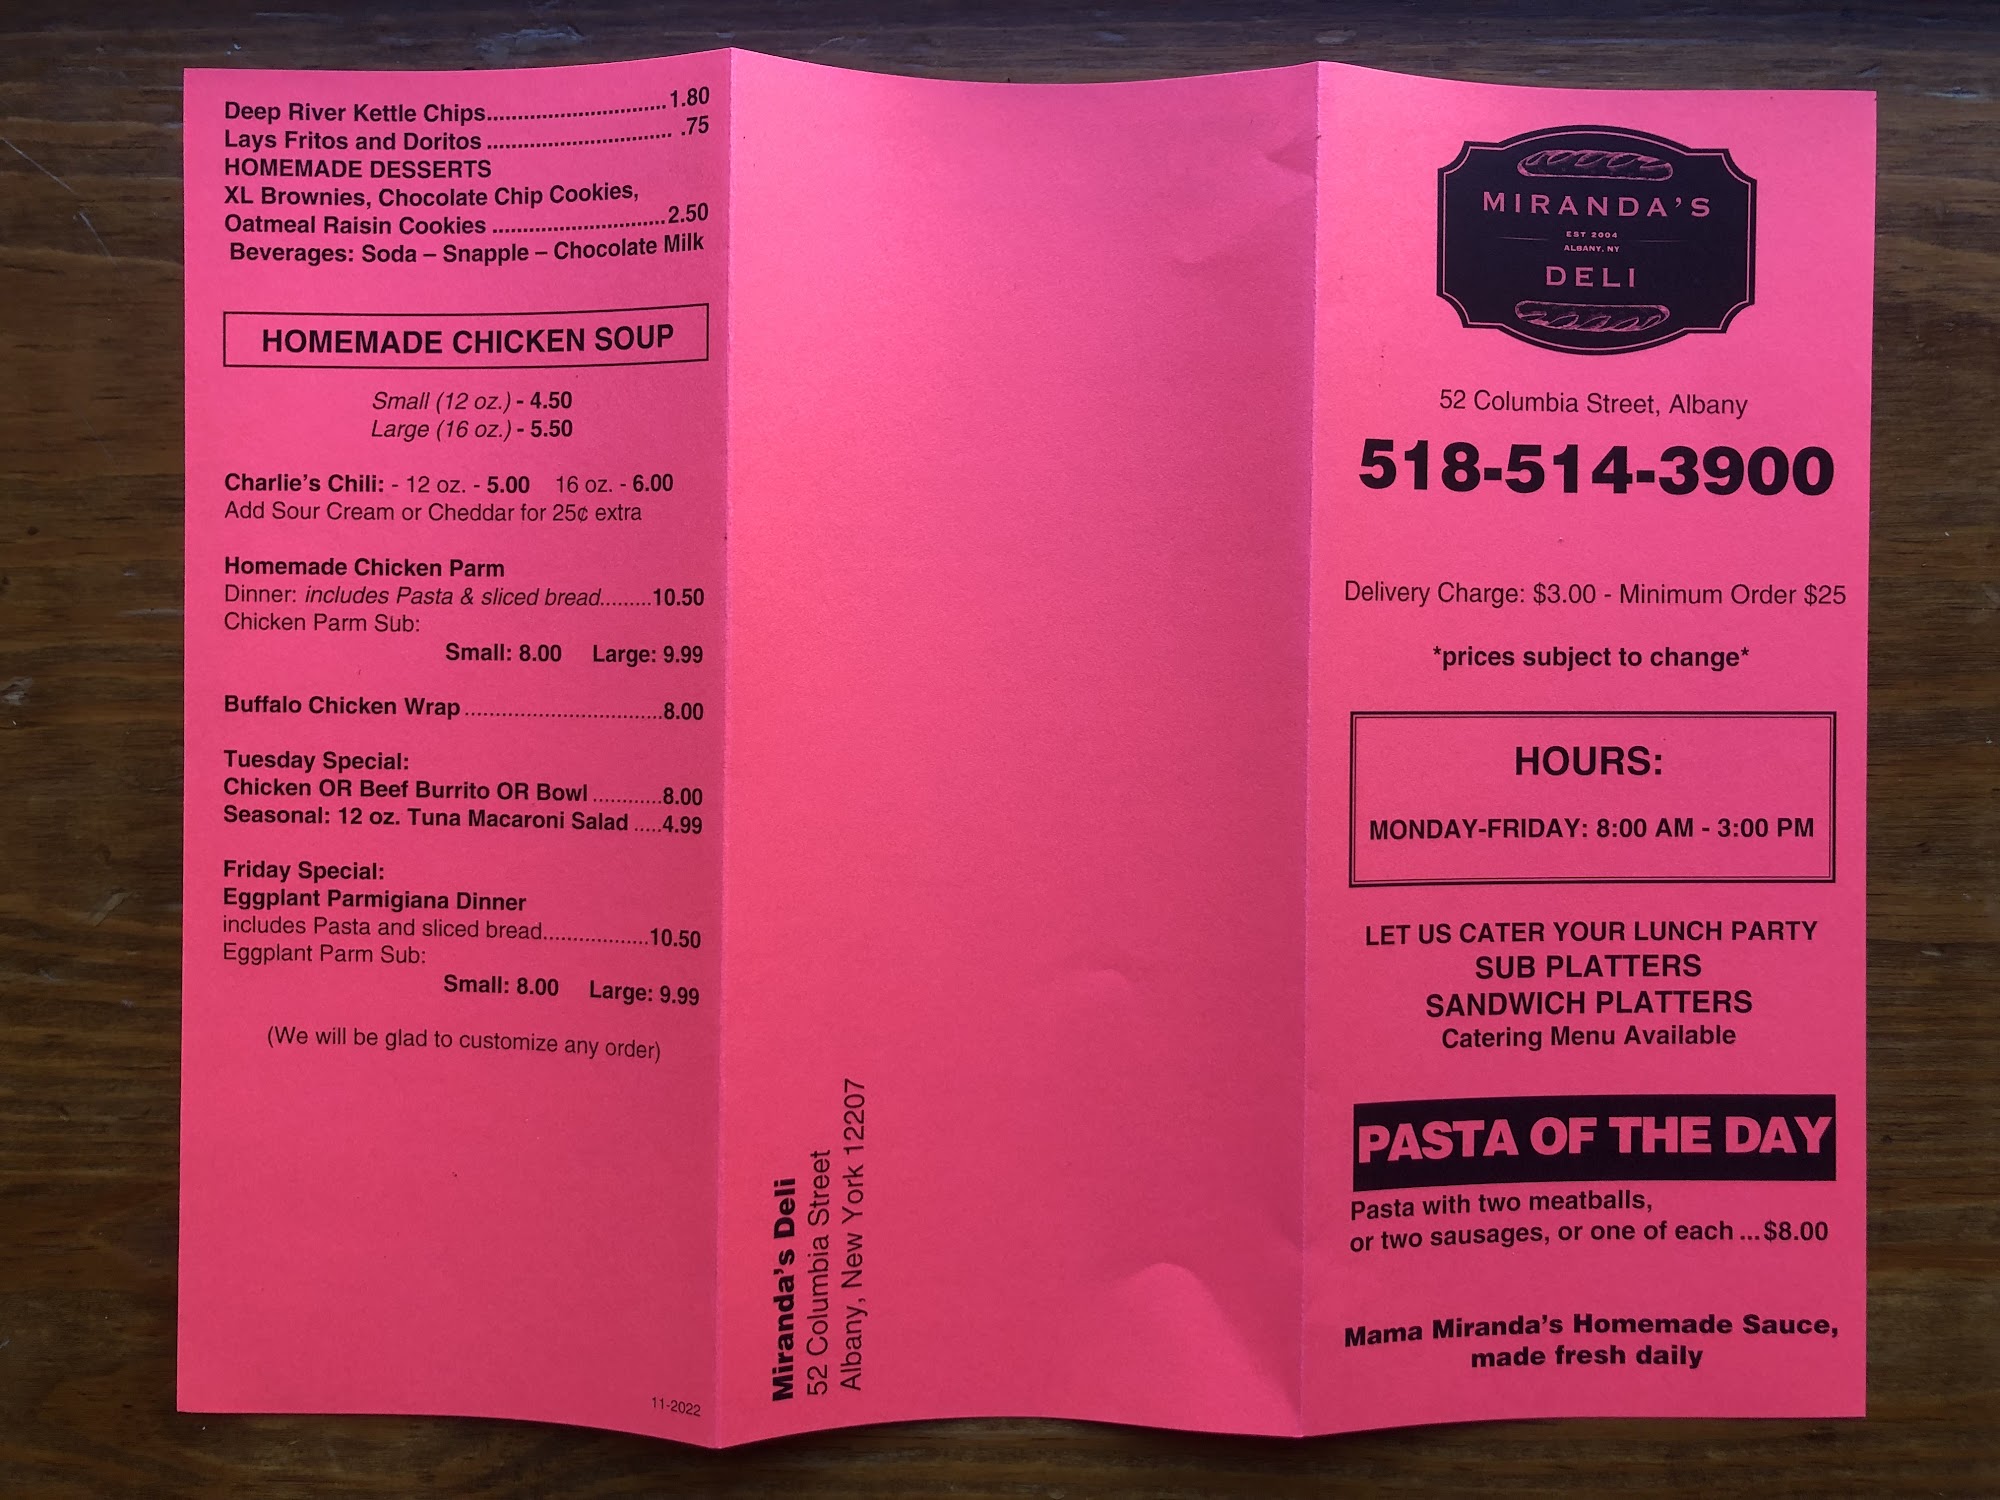 Deep River Kettle Chips..............................1.80
Lays Fritos and Doritos ............................... .75
HOMEMADE DESSERTS
XL Brownies, Chocolate Chip Cookies,
Oatmeal Raisin Cookies .............................2.50
Beverages: Soda – Snapple – Chocolate Milk
HOMEMADE CHICKEN SOUP
Small (12 oz.) - 4.50
Large (16 oz.) - 5.50
Charlie's Chili: - 12 oz. - 5.00 16 oz. - 6.00
Add Sour Cream or Cheddar for 25¢ extra
Homemade Chicken Parm
Dinner: includes Pasta & sliced bread.........10.50
Chicken Parm Sub:
Small: 8.00 Large: 9.99
Buffalo Chicken Wrap ..................................8.00
Tuesday Special:
Chicken OR Beef Burrito OR Bowl ............8.00
Seasonal: 12 oz. Tuna Macaroni Salad .....4.99
Friday Special:
Eggplant Parmigiana Dinner
includes Pasta and sliced bread..................10.50
Eggplant Parm Sub:
Small: 8.00 Large: 9.99
(We will be glad to customize any order)
11-2022
Miranda's Deli
52 Columbia Street
Albany, New York 12207
MIRANDA'S
EST 2004
ALBANY, NY
DELI
52 Columbia Street, Albany
518-514-3900
Delivery Charge: $3.00 - Minimum Order $25
*prices subject to change*
HOURS:
MONDAY-FRIDAY: 8:00 AM - 3:00 PM
LET US CATER YOUR LUNCH PARTY
SUB PLATTERS
SANDWICH PLATTERS
Catering Menu Available
PASTA OF THE DAY
Pasta with two meatballs,
or two sausages, or one of each ...$8.00
Mama Miranda's Homemade Sauce,
made fresh daily